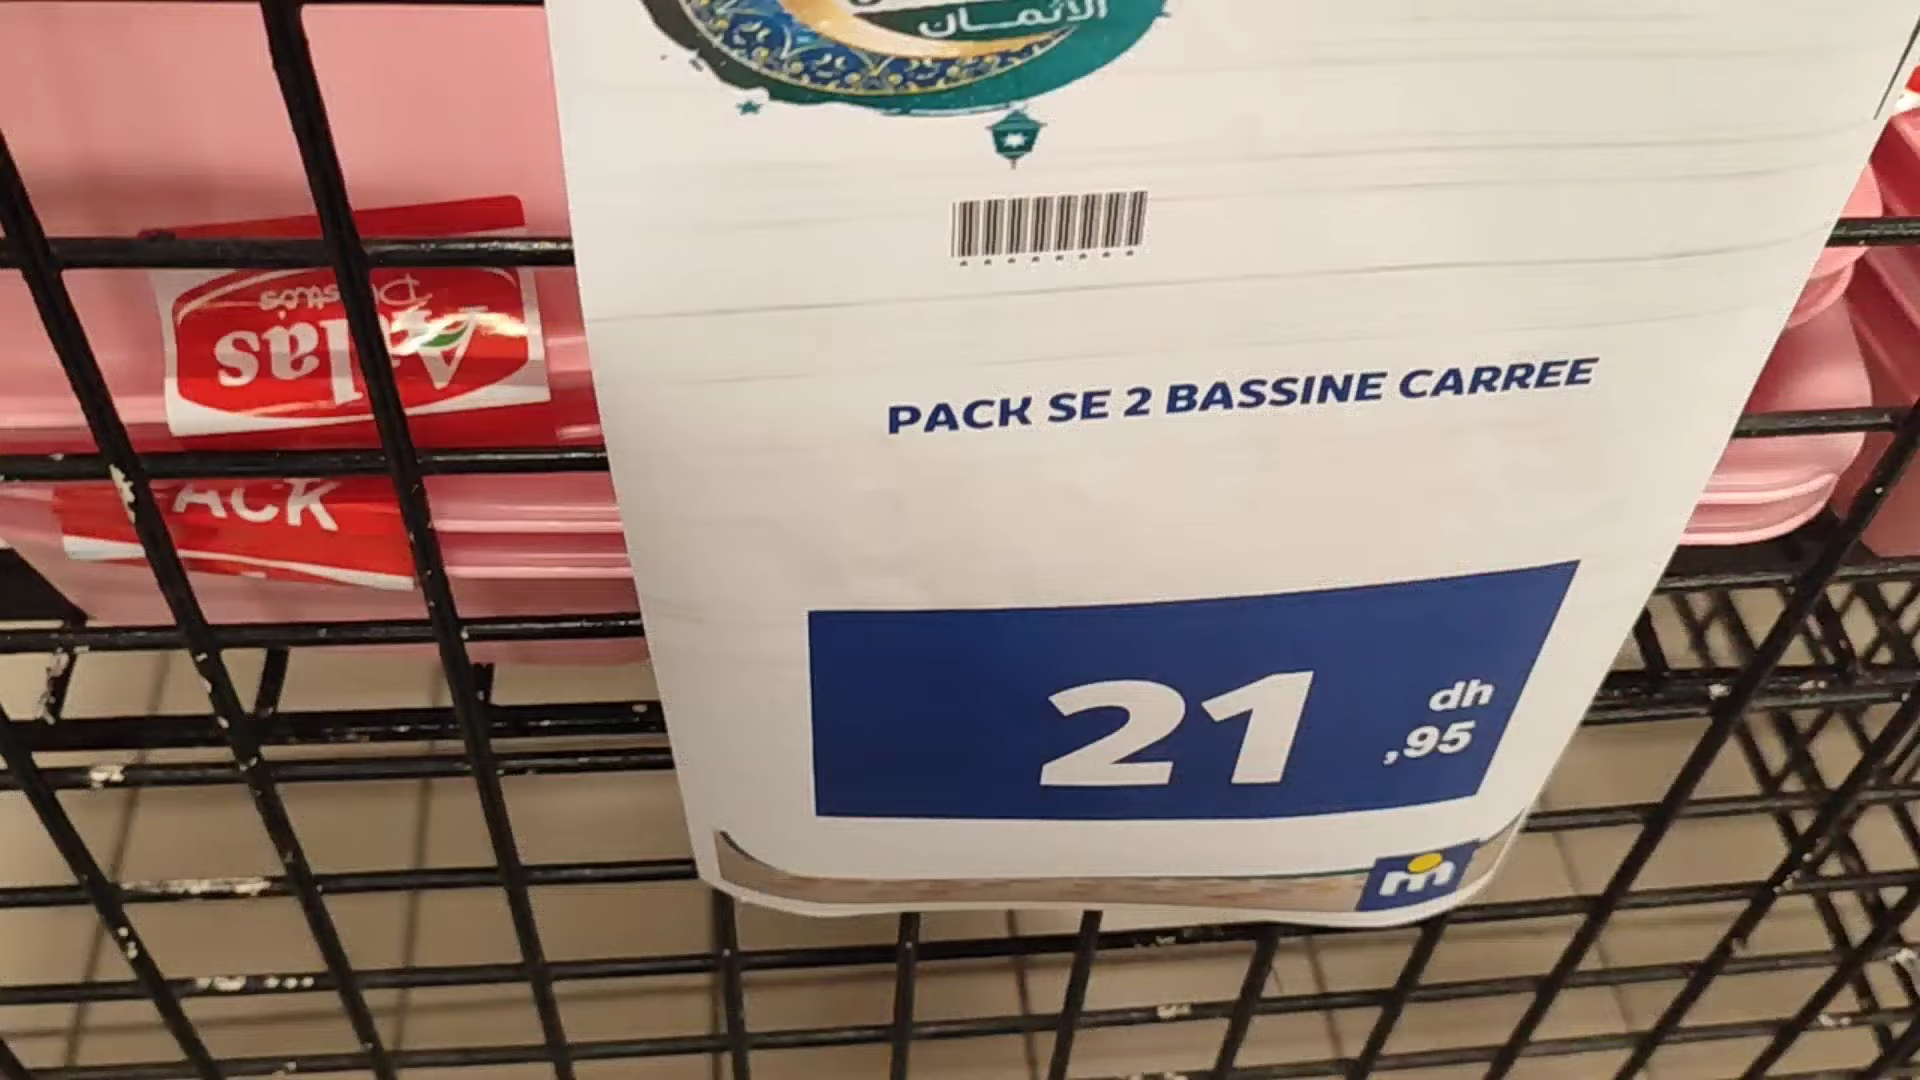 الأثمان
PACK SE 2 BASSINE CARREE
21 dh
,95
m
Atlas
ACK